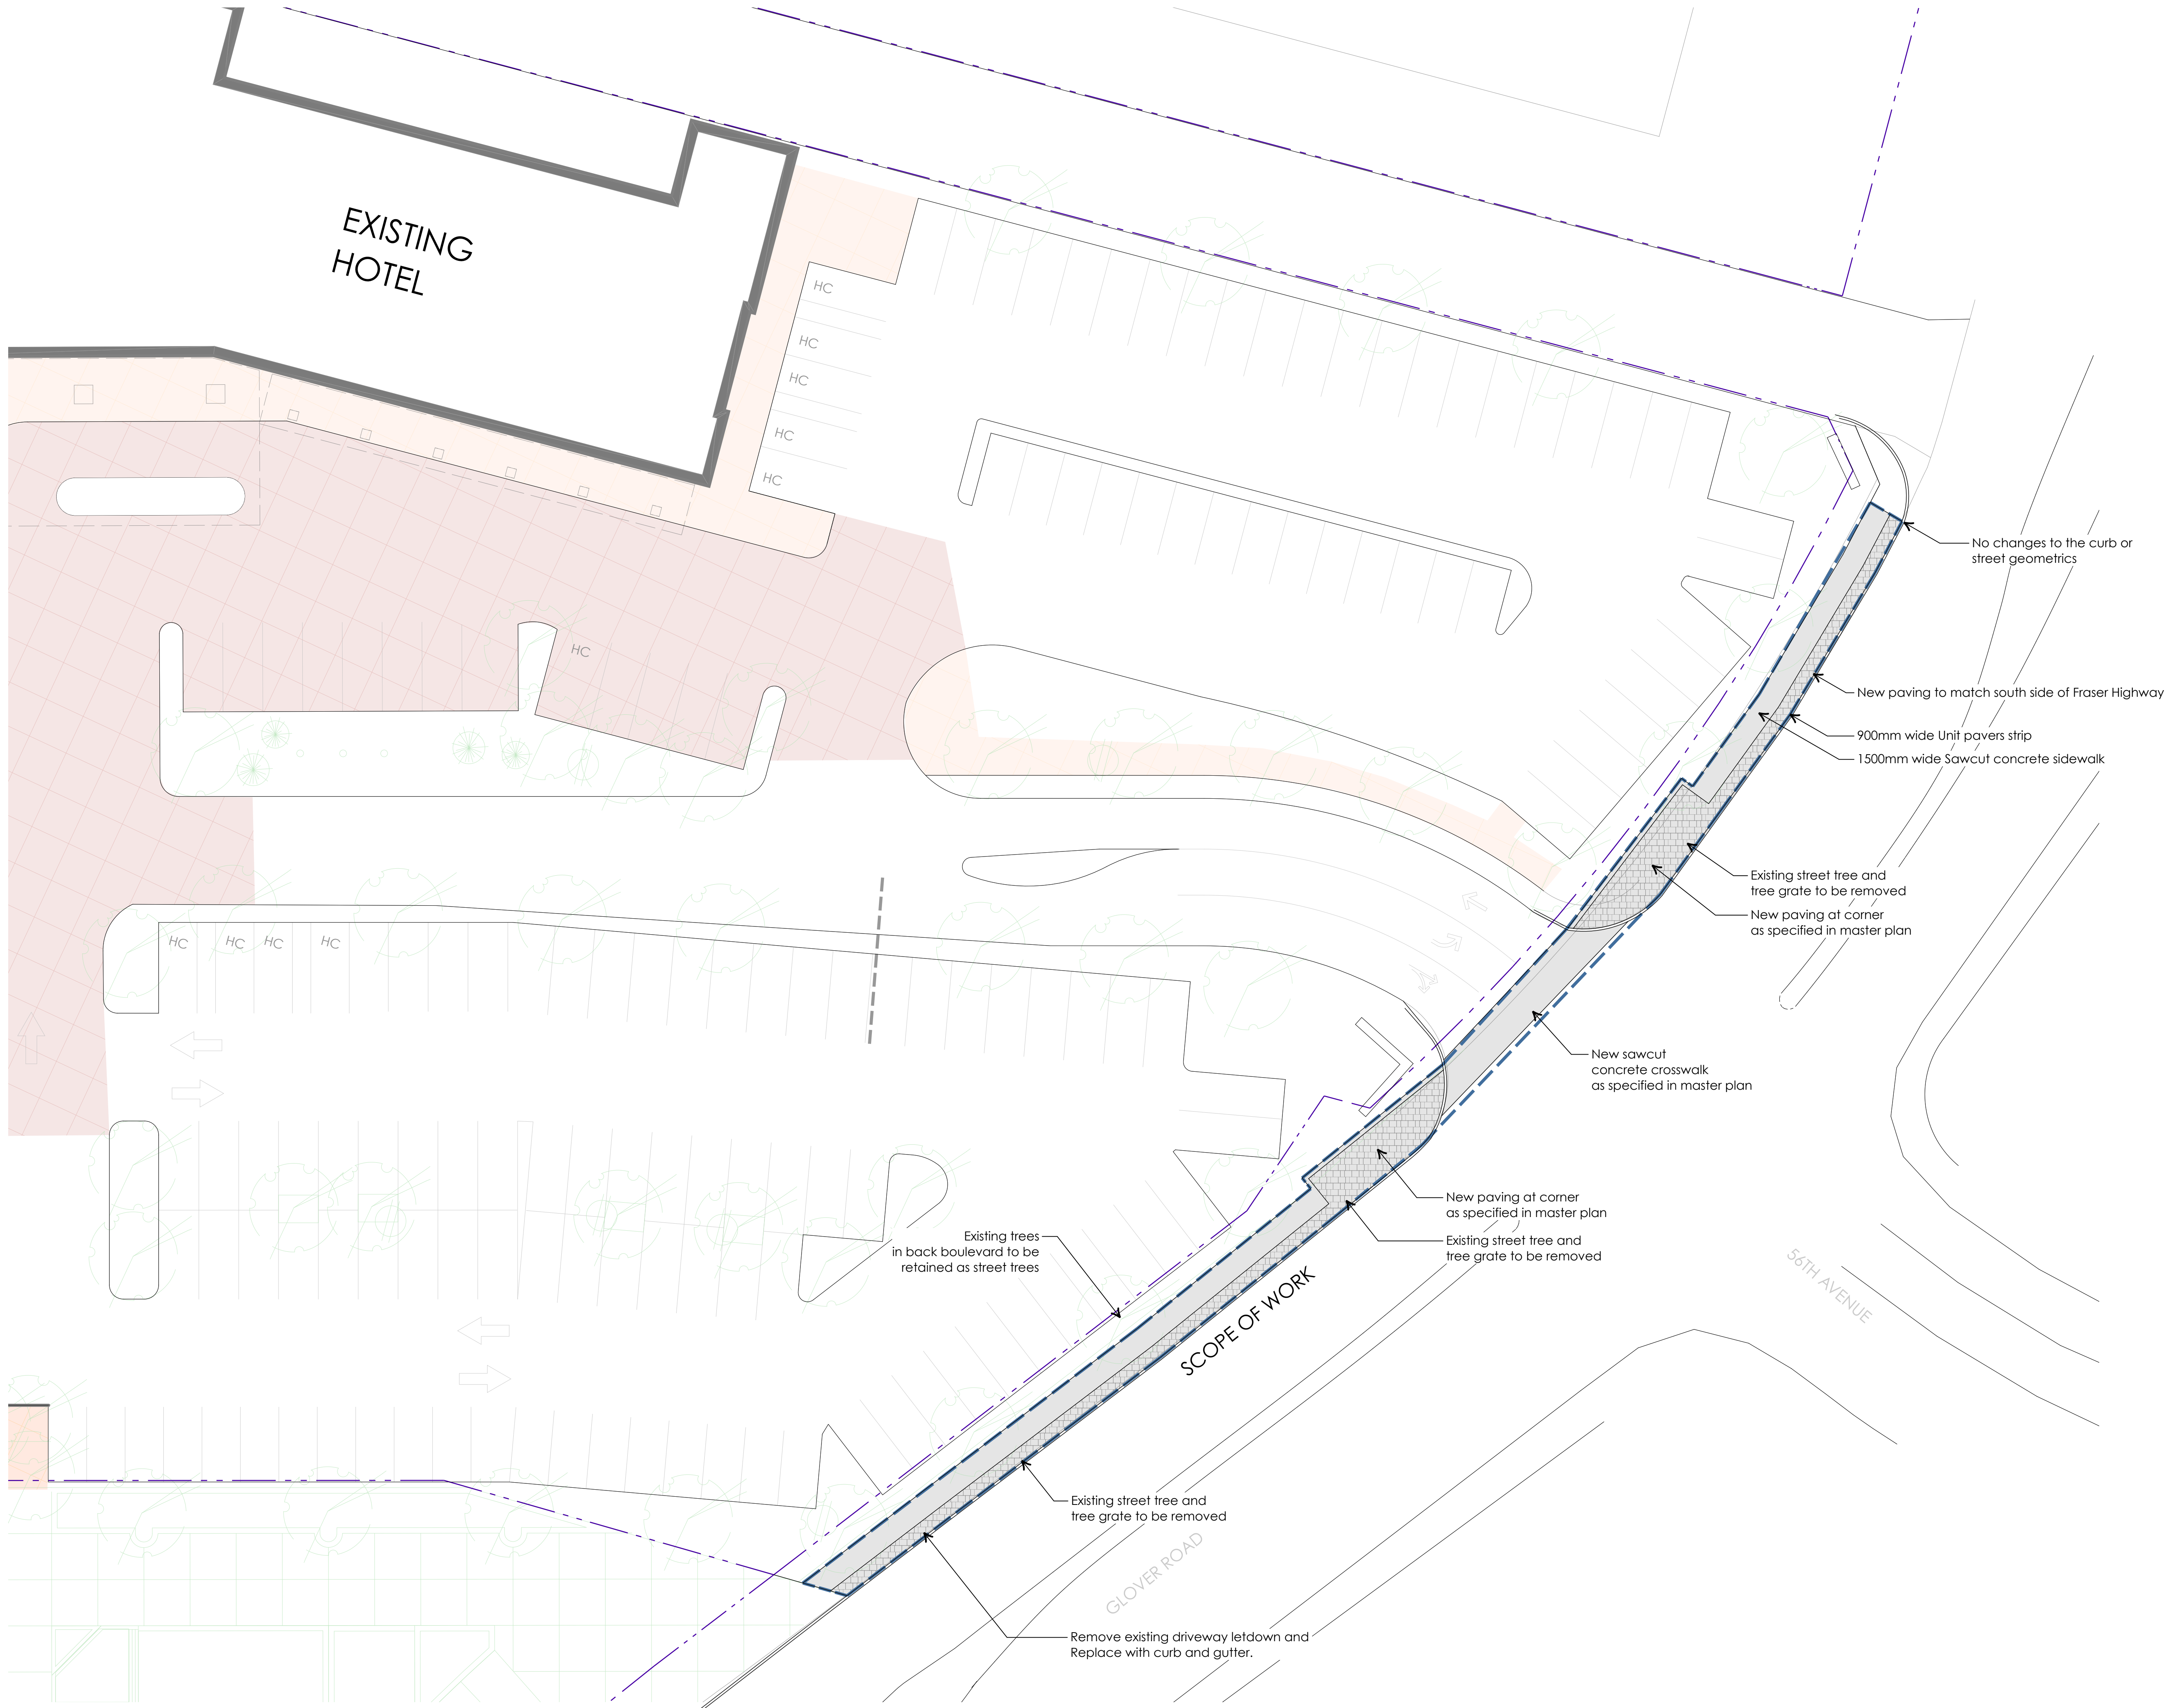 EXISTING
HOTEL
HC
HC
HC
HC
HC
No changes to the curb or
street geometrics
HC
New paving to match south side of Fraser Highway
900mm wide Unit pavers strip
1500mm wide Sawcut concrete sidewalk
Existing street tree and
tree grate to be removed
New paving at corner
as specified in master plan
HC
HC
HC
HC
New sawcut
concrete crosswalk
as specified in master plan
New paving at corner
as specified in master plan
Existing street tree and
tree grate to be removed
Existing trees
in back boulevard to be
retained as street trees
56TH AVENUE
SCOPE OF WORK
Existing street tree and
tree grate to be removed
GLOVER ROAD
Remove existing driveway letdown and
Replace with curb and gutter.